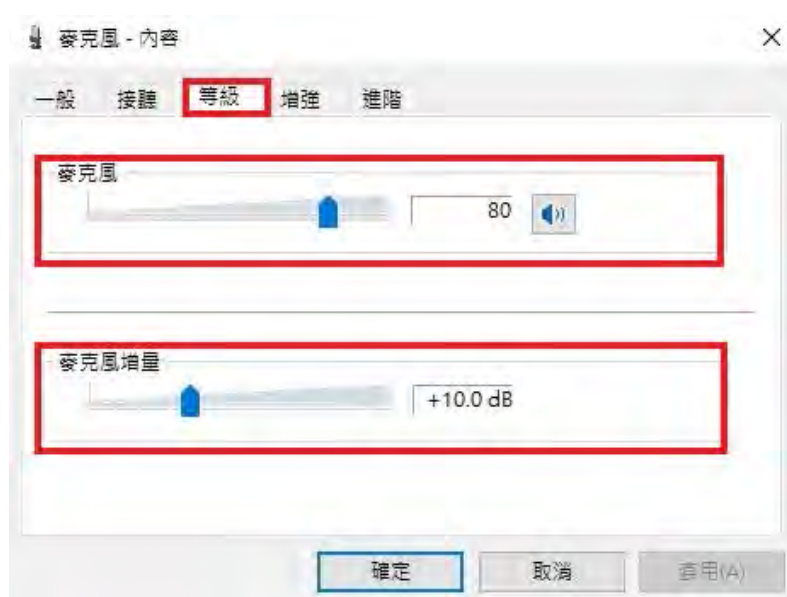 麥克風 - 內容
一般 接聽 等級 增強 進階
麥克風
80
麥克風增量
+10.0 dB
確定 取消 套用(A)